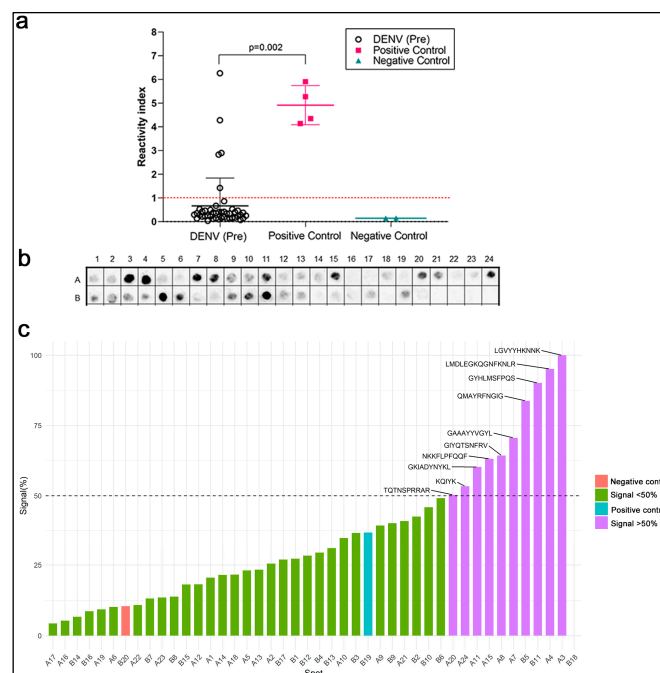 a
8
7
6
5
4
3
2
1
0
Reactivity index
p=0.002
DENV (Pre)
Positive Control
Negative Control
DENV (Pre)
Positive Control
Negative Control
b
1 2 3 4 5 6 7 8 9 10 11 12 13 14 15 16 17 18 19 20 21 22 23 24
A
B
c
100
75
50
25
0
Signal(%)
LGVYYHKNNK
LMDLEGKQGNFKNLR
GYHLMSFPQS
QMAYRFNGIG
GAAAYYVGYL
GIYQTSNFRV
NKKFLPFQQF
GKIADYNYKL
KQIYK
TQTNSPRRAR
Negative cont
Signal <50%
Positive contr
Signal >50%
A17 A16 B14 B16 A19 A6 B20 A22 B7 A23 B8 B15 A12 A1 A14 A18 A5 A13 A2 B17 B1 B12 B4 B13 A10 B3 B19 A9 B9 A21 B2 B10 B6 A20 A24 A11 A15 A8 A7 B5 B11 A4 A3 B18